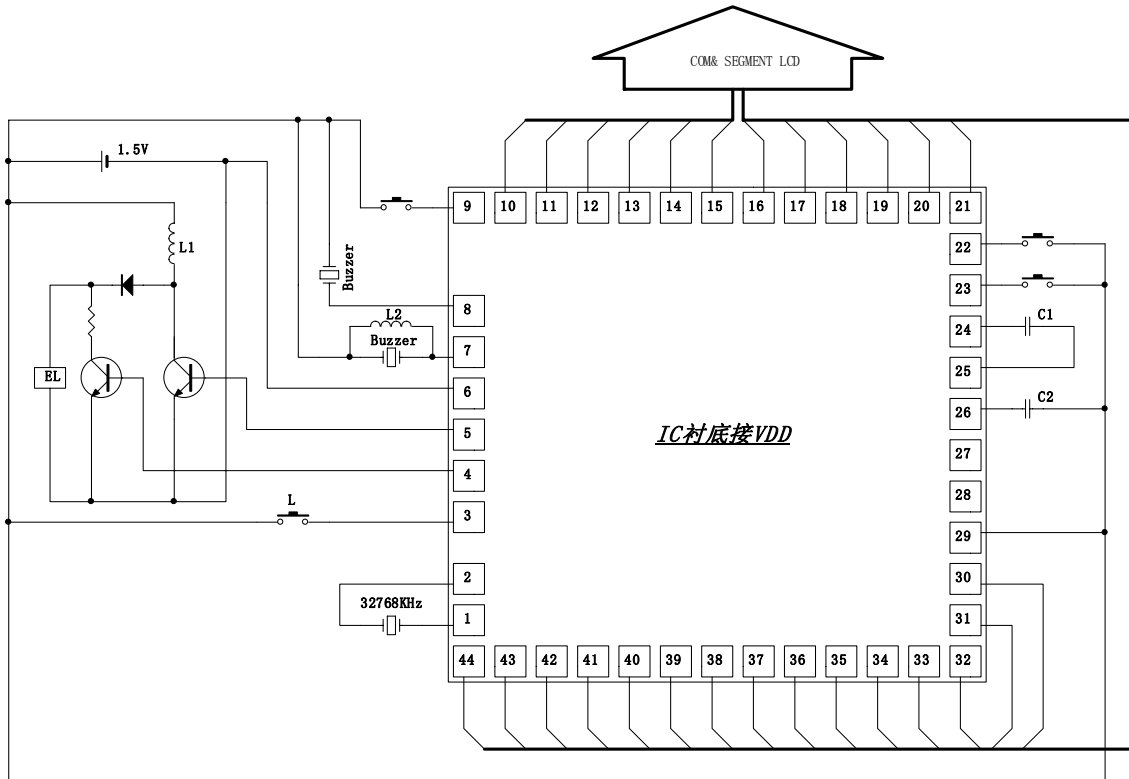 COM& SEGMENT LCD
1.5V
9 10 11 12 13 14 15 16 17 18 19 20 21
L1
22
Buzzer
23
8
L2
24 C1
Buzzer
7
25
EL
6
26 C2
5
IC衬底接VDD
27
4
28
L
3
29
2
30
32768KHz
1
31
44 43 42 41 40 39 38 37 36 35 34 33 32